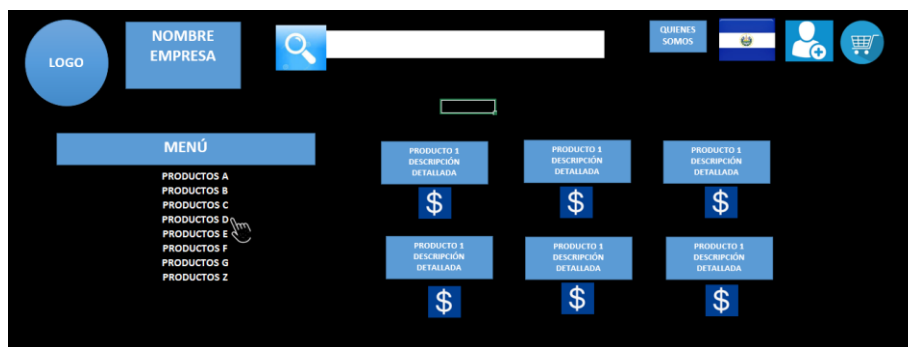 LOGO
NOMBRE
EMPRESA
QUIENES
SOMOS
MENÚ
PRODUCTOS A
PRODUCTOS B
PRODUCTOS C
PRODUCTOS D
PRODUCTOS E
PRODUCTOS F
PRODUCTOS G
PRODUCTOS Z
PRODUCTO 1
DESCRIPCIÓN
DETALLADA
$
PRODUCTO 1
DESCRIPCIÓN
DETALLADA
$
PRODUCTO 1
DESCRIPCIÓN
DETALLADA
$
PRODUCTO 1
DESCRIPCIÓN
DETALLADA
$
PRODUCTO 1
DESCRIPCIÓN
DETALLADA
$
PRODUCTO 1
DESCRIPCIÓN
DETALLADA
$